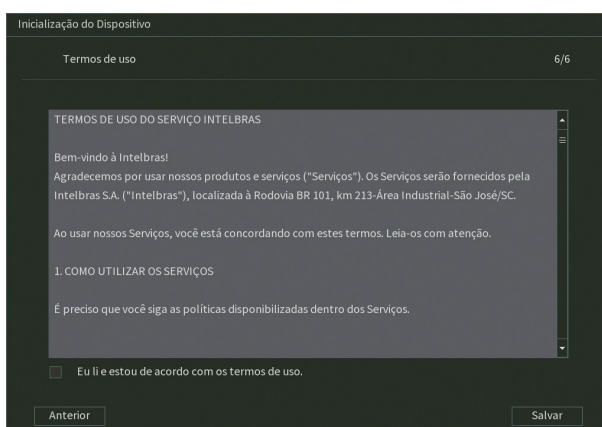 Inicialização do Dispositivo
Termos de uso 6/6
TERMOS DE USO DO SERVIÇO INTELBRAS
Bem-vindo à Intelbras!
Agradecemos por usar nossos produtos e serviços ("Serviços"). Os Serviços serão fornecidos pela
Intelbras S.A. ("Intelbras"), localizada à Rodovia BR 101, km 213-Área Industrial-São José/SC.
Ao usar nossos Serviços, você está concordando com estes termos. Leia-os com atenção.
1. COMO UTILIZAR OS SERVIÇOS
É preciso que você siga as políticas disponibilizadas dentro dos Serviços.
Eu li e estou de acordo com os termos de uso.
Anterior Salvar